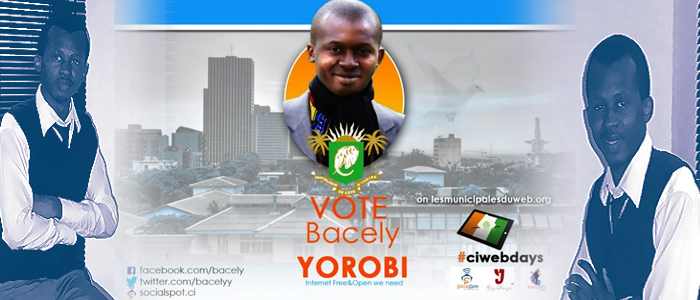 VOTE
Bacely
YOROBI
Internet Free&Open we need
on lesmunicipalesduweb.org
#ciwebdays
facebook.com/bacely
twitter.com/bacelyy
socialspot.ci